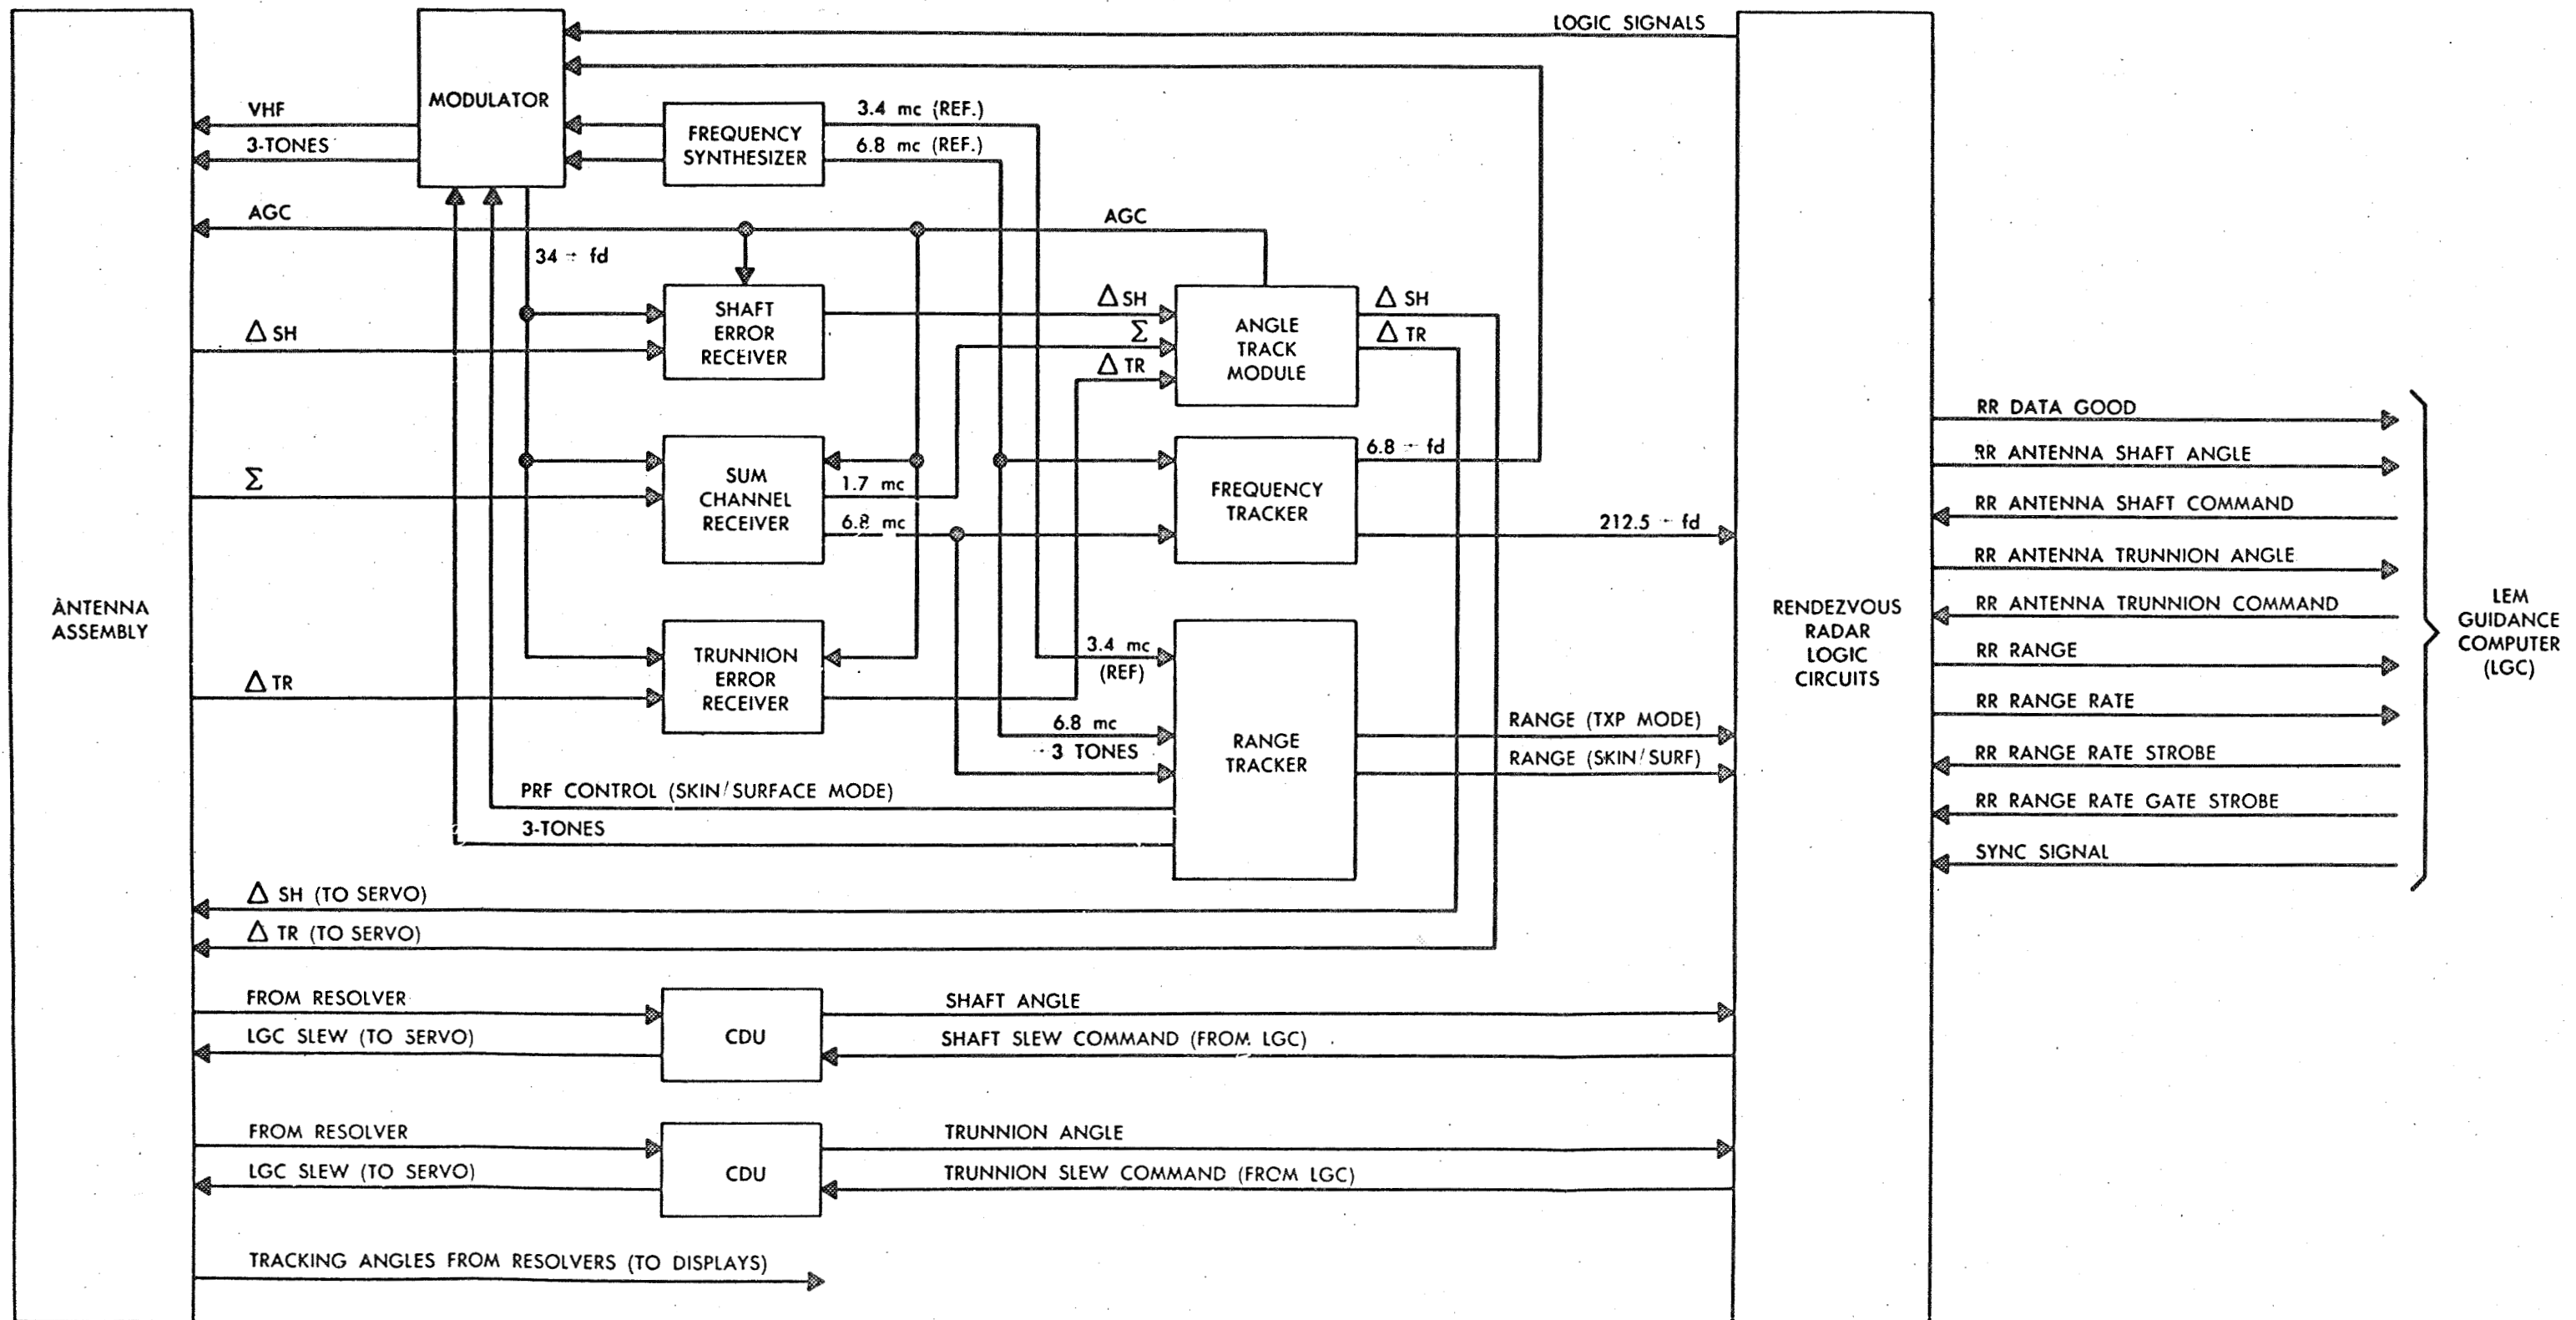 LOGIC SIGNALS
MODULATOR
VHF
3-TONES
FREQUENCY
SYNTHESIZER
3.4 mc (REF.)
6.8 mc (REF.)
AGC
AGC
34 - fd
Δ SH
SHAFT
ERROR
RECEIVER
Δ SH
Σ
Δ TR
ANGLE
TRACK
MODULE
Δ SH
Δ TR
Σ
SUM
CHANNEL
RECEIVER
1.7 mc
6.8 mc
FREQUENCY
TRACKER
6.8 - fd
212.5 - fd
ANTENNA
ASSEMBLY
Δ TR
TRUNNION
ERROR
RECEIVER
3.4 mc
(REF)
6.8 mc
3 TONES
RANGE
TRACKER
RANGE (TXP MODE)
RANGE (SKIN/SURF)
PRF CONTROL (SKIN/SURFACE MODE)
3-TONES
Δ SH (TO SERVO)
Δ TR (TO SERVO)
FROM RESOLVER
LGC SLEW (TO SERVO)
CDU
SHAFT ANGLE
SHAFT SLEW COMMAND (FROM LGC)
FROM RESOLVER
LGC SLEW (TO SERVO)
CDU
TRUNNION ANGLE
TRUNNION SLEW COMMAND (FROM LGC)
TRACKING ANGLES FROM RESOLVERS (TO DISPLAYS)
RENDEZVOUS
RADAR
LOGIC
CIRCUITS
RR DATA GOOD
RR ANTENNA SHAFT ANGLE
RR ANTENNA SHAFT COMMAND
RR ANTENNA TRUNNION ANGLE
RR ANTENNA TRUNNION COMMAND
RR RANGE
RR RANGE RATE
RR RANGE RATE STROBE
RR RANGE RATE GATE STROBE
SYNC SIGNAL
LEM
GUIDANCE
COMPUTER
(LGC)